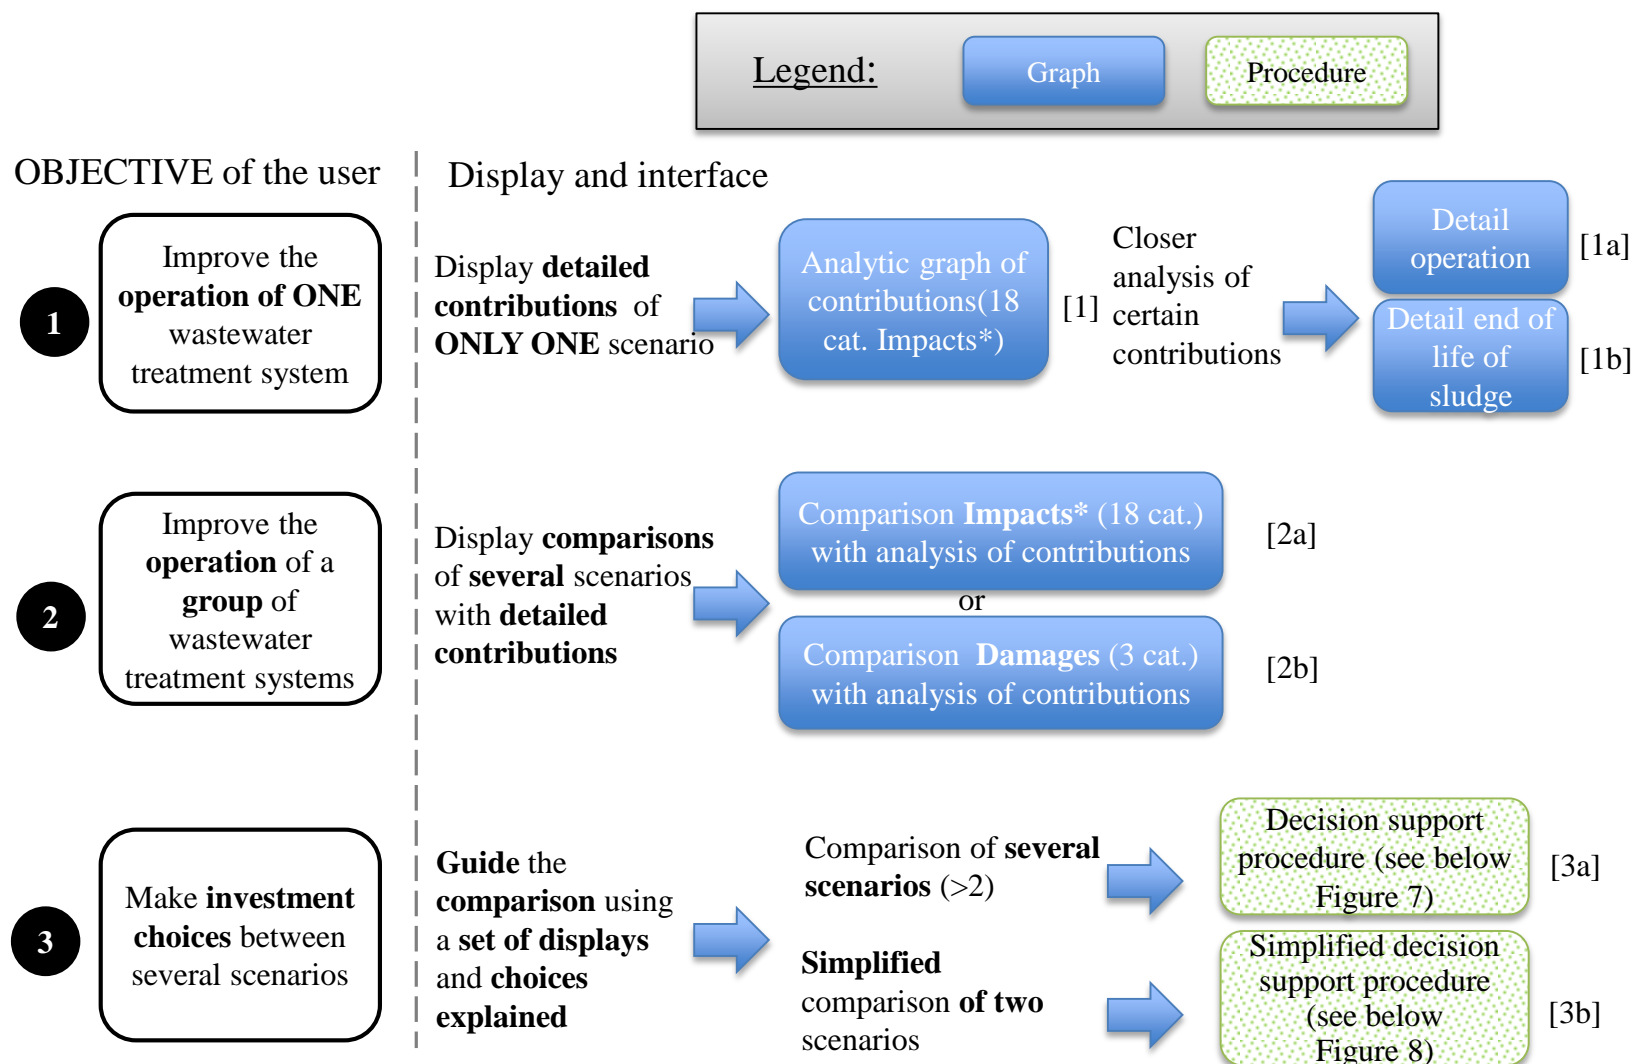 Legend:
Graph
Procedure
OBJECTIVE of the user
Display and interface
1
Improve the
operation of ONE
wastewater
treatment system
Display detailed
contributions of
ONLY ONE scenario
Analytic graph of
contributions(18
cat. Impacts*)
[1]
Closer
analysis of
certain
contributions
Detail
operation
[1a]
Detail end of
life of
sludge
[1b]
2
Improve the
operation of a
group of
wastewater
treatment systems
Display comparisons
of several scenarios
with detailed
contributions
Comparison Impacts* (18 cat.)
with analysis of contributions
[2a]
or
Comparison Damages (3 cat.)
with analysis of contributions
[2b]
3
Make investment
choices between
several scenarios
Guide the
comparison using
a set of displays
and choices
explained
Comparison of several
scenarios (>2)
Decision support
procedure (see below
Figure 7)
[3a]
Simplified
comparison of two
scenarios
Simplified decision
support procedure
(see below
Figure 8)
[3b]